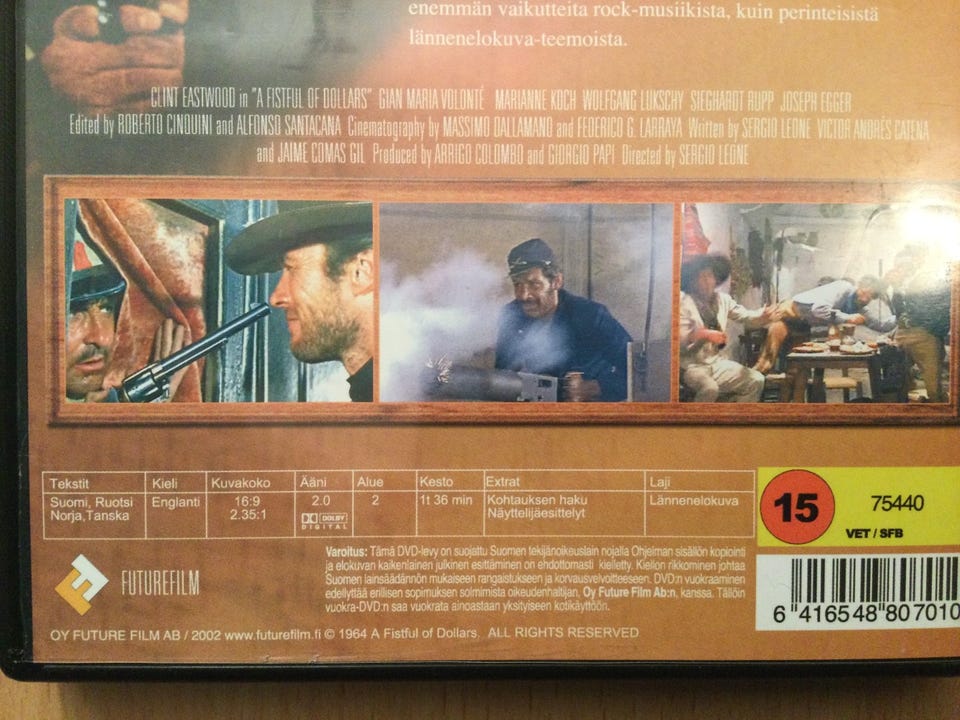 enemmän vaikutteita rock-musiikista, kuin perinteisistä
lännenelokuva-teemoista.
CLINT EASTWOOD in "A FISTFUL OF DOLLARS" GIAN MARIA VOLONTÉ MARIANNE KOCH WOLFGANG LUKSCHY SIEGHARDT RUPP JOSEPH EGGER
Edited by ROBERTO CINQUINI and ALFONSO SANTACANA Cinematography by MASSIMO DALLAMANO and FEDERICO G. LARRAYA Written by SERGIO LEONE VICTOR ANDRÉS CATENA
and JAIME COMAS GIL Produced by ARRIGO COLOMBO and GIORGIO PAPI Directed by SERGIO LEONE
Tekstit Kieli Kuvakoko Ääni Alue Kesto Extrat Laji
Suomi, Ruotsi Englanti 16:9 2.0 2 1t 36 min Kohtauksen haku Lännenelokuva
Norja,Tanska 2.35:1 DOLBY DIGITAL Näyttelijäesittelyt
15 75440
VET / SFB
Varoitus: Tämä DVD-levy on suojattu Suomen tekijänoikeuslain nojalla Ohjelman sisällön kopiointi
ja elokuvan kaikenlainen julkinen esittäminen on ehdottomasti kielletty. Kiellon rikkominen johtaa
Suomen lainsäädännön mukaiseen rangaistukseen ja korvausvelvoitteeseen. DVD:n vuokraaminen
edellyttää erillisen sopimuksen solmimista oikeudenhaltijan, Oy Future Film Ab:n, kanssa. Tällöin
vuokra-DVD:n saa vuokrata ainoastaan yksityiseen kotikäyttöön.
FUTUREFILM
6 416548 807010
OY FUTURE FILM AB / 2002 www.futurefilm.fi © 1964 A Fistful of Dollars. ALL RIGHTS RESERVED